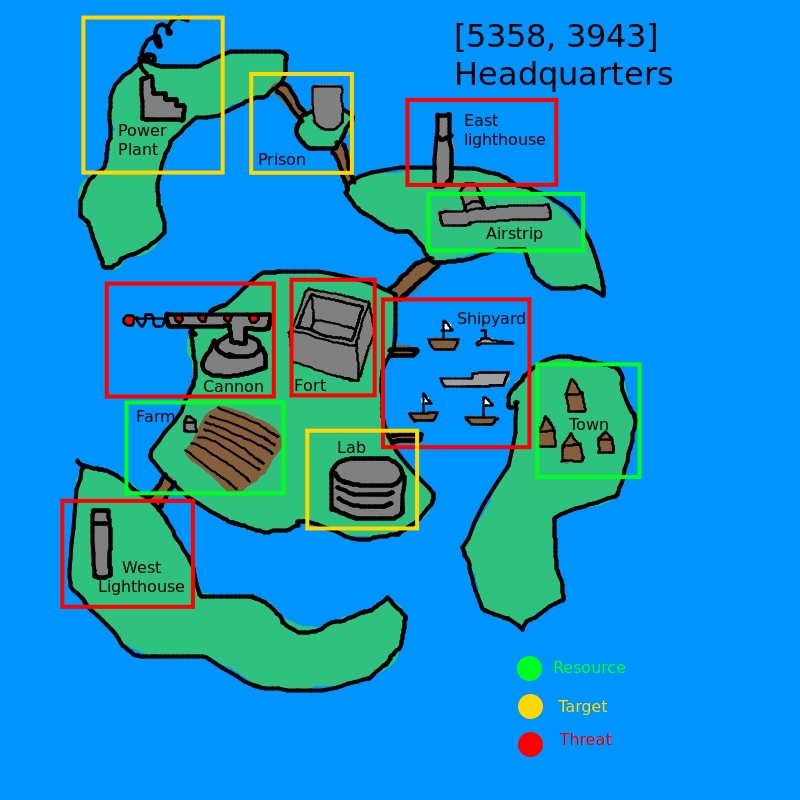 [5358, 3943]
Headquarters
East
lighthouse
Power
Plant
Prison
Airstrip
Shipyard
Cannon
Fort
Farm
Town
Lab
West
Lighthouse
Resource
Target
Threat